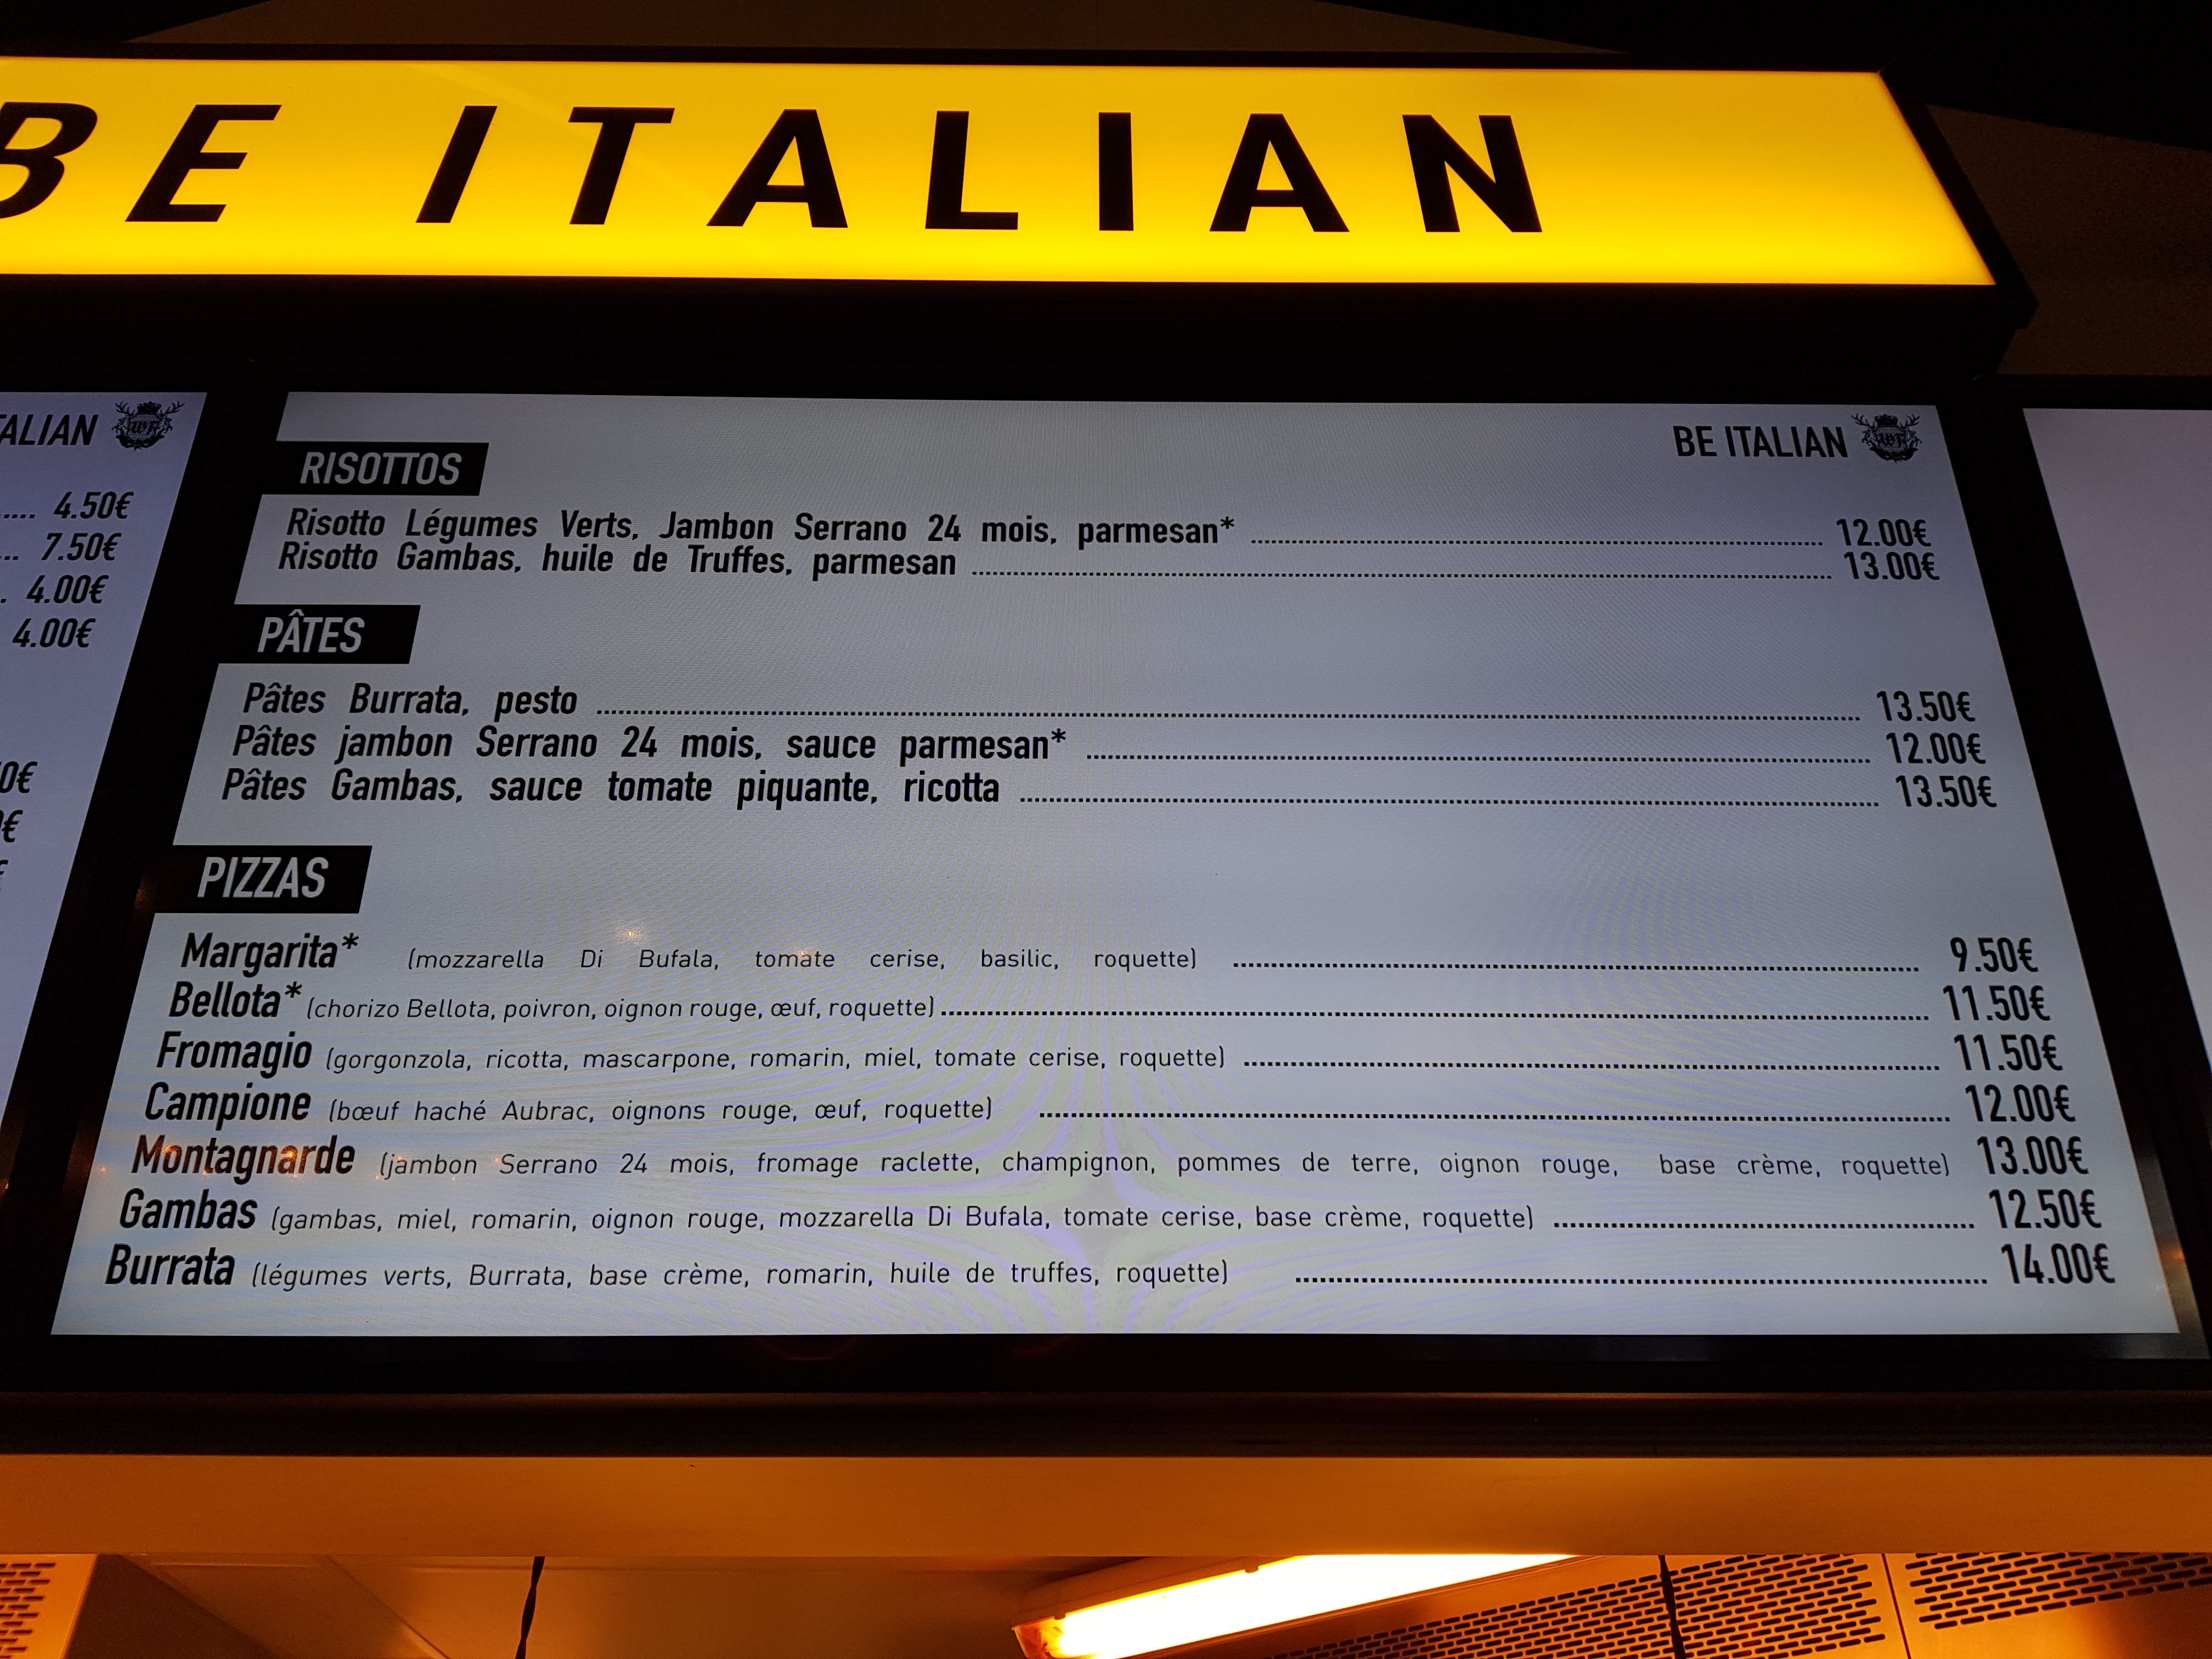 BE ITALIAN
TALIAN
4.50€
7.50€
4.00€
4.00€
BE ITALIAN
RISOTTOS
Risotto Légumes Verts, Jambon Serrano 24 mois, parmesan* 12.00€
Risotto Gambas, huile de Truffes, parmesan 13.00€
PÂTES
Pâtes Burrata, pesto 13.50€
Pâtes jambon Serrano 24 mois, sauce parmesan* 12.00€
Pâtes Gambas, sauce tomate piquante, ricotta 13.50€
PIZZAS
Margarita* (mozzarella Di Bufala, tomate cerise, basilic, roquette) 9.50€
Bellota* (chorizo Bellota, poivron, oignon rouge, œuf, roquette) 11.50€
Fromagio (gorgonzola, ricotta, mascarpone, romarin, miel, tomate cerise, roquette) 11.50€
Campione (bœuf haché Aubrac, oignons rouge, œuf, roquette) 12.00€
Montagnarde (jambon Serrano 24 mois, fromage raclette, champignon, pommes de terre, oignon rouge, base crème, roquette) 13.00€
Gambas (gambas, miel, romarin, oignon rouge, mozzarella Di Bufala, tomate cerise, base crème, roquette) 12.50€
Burrata (légumes verts, Burrata, base crème, romarin, huile de truffes, roquette) 14.00€